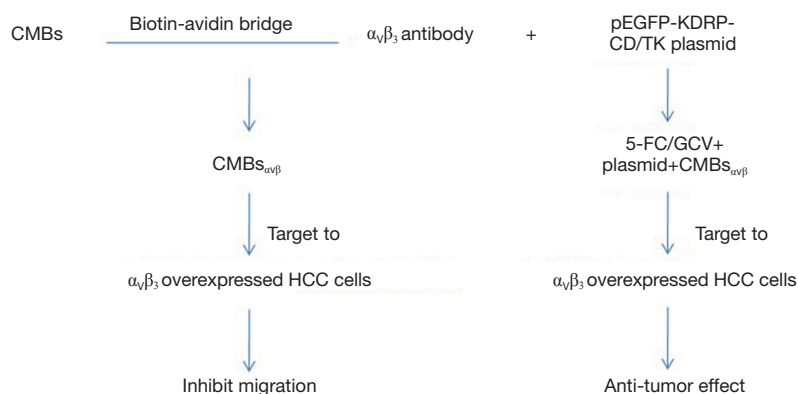 CMBs Biotin-avidin bridge αvβ3 antibody + pEGFP-KDRP-
CD/TK plasmid
CMBsαvβ
5-FC/GCV+
plasmid+CMBsαvβ
Target to
Target to
αvβ3 overexpressed HCC cells
αvβ3 overexpressed HCC cells
Inhibit migration
Anti-tumor effect